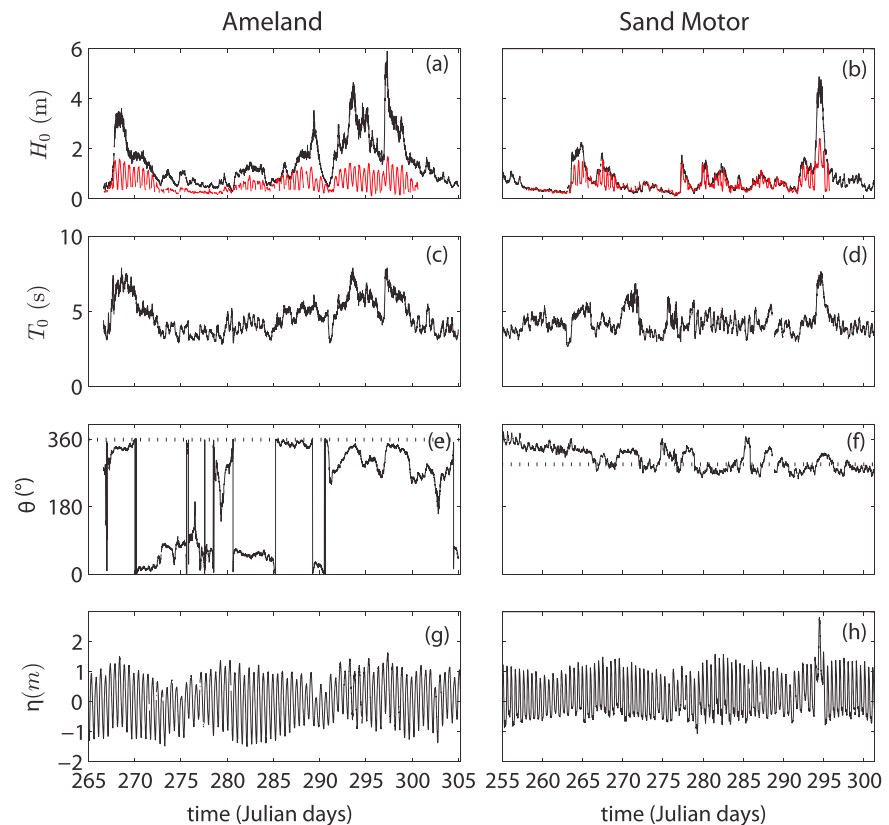 Ameland Sand Motor
6 (a) (b)
4
2
0
H0 (m)
10 (c) (d)
5
0
T0 (s)
360 (e) (f)
180
0
θ (°)
2 (g) (h)
1
0
−1
−2
η(m)
265 270 275 280 285 290 295 300 305 255 260 265 270 275 280 285 290 295 300
time (Julian days) time (Julian days)